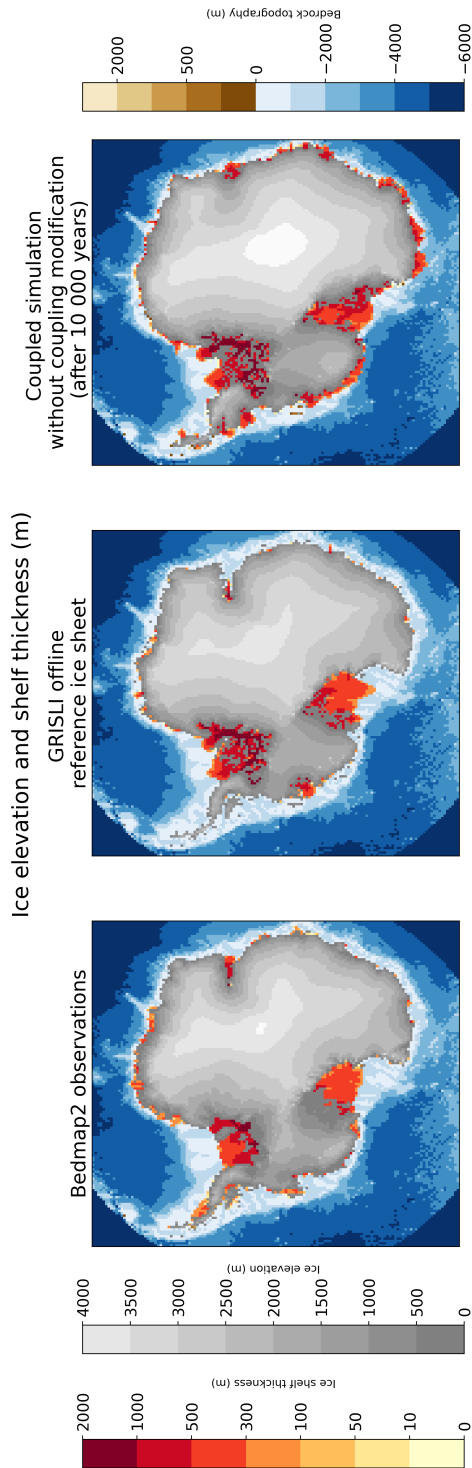 Ice elevation and shelf thickness (m)
Bedmap2 observations
GRISLI offline
reference ice sheet
Coupled simulation
without coupling modification
(after 10 000 years)
2000
1000
500
300
100
50
10
0
Ice shelf thickness (m)
4000
3500
3000
2500
2000
1500
1000
500
0
Ice elevation (m)
2000
500
0
−2000
−4000
−6000
Bedrock topography (m)